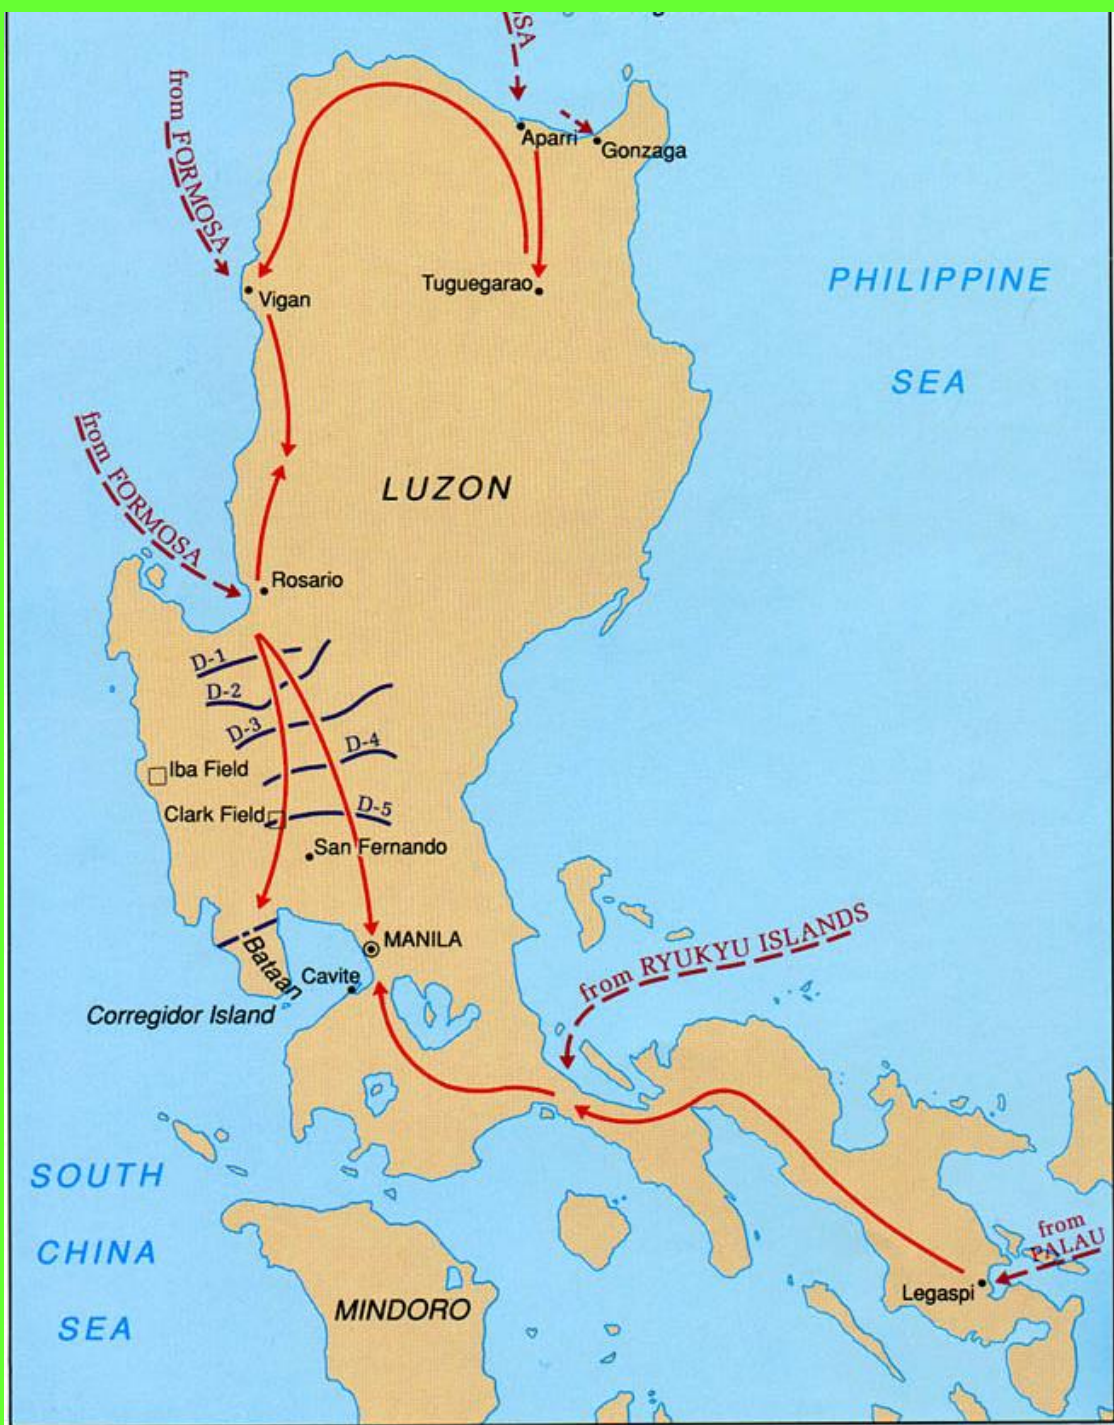 SA
from FORMOSA
Aparri
Gonzaga
Tuguegarao
Vigan
PHILIPPINE
SEA
from FORMOSA
LUZON
Rosario
D-1
D-2
D-3
D-4
Iba Field
Clark Field
D-5
San Fernando
MANILA
Bataan
Cavite
Corregidor Island
from RYUKYU ISLANDS
SOUTH
CHINA
SEA
from
PALAU
Legaspi
MINDORO